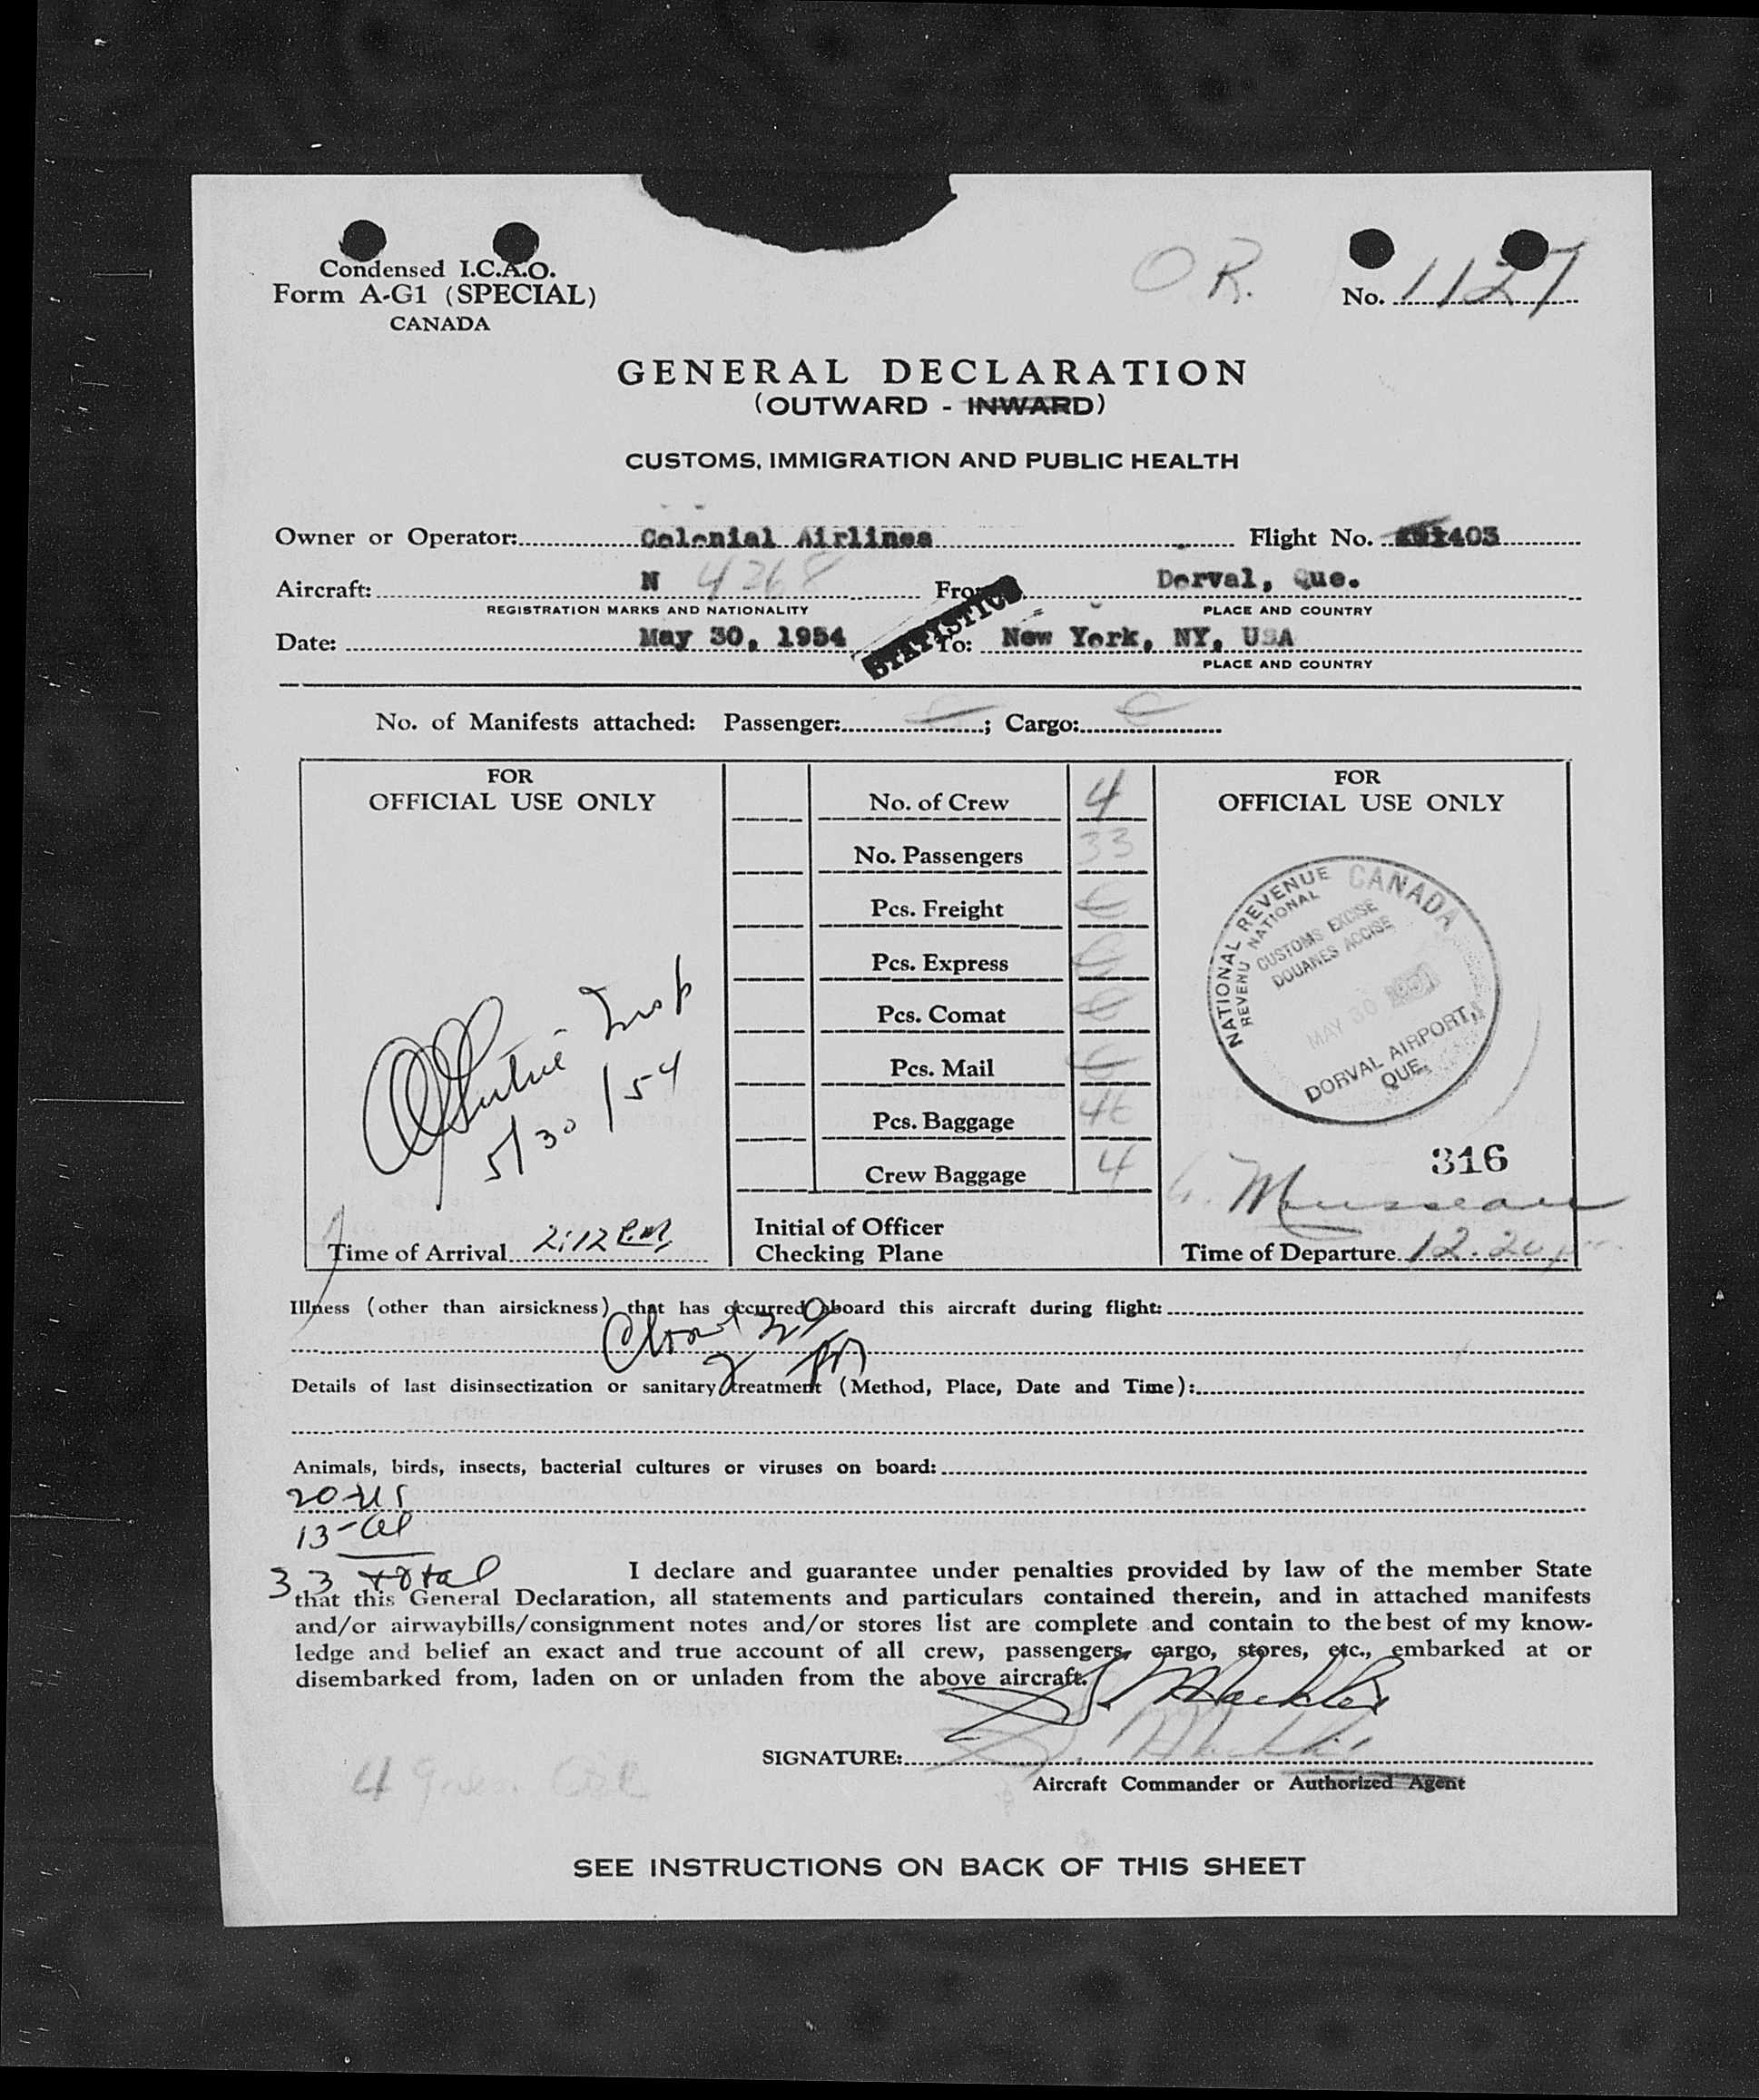 Condensed I.C.A.O.
Form A-G1 (SPECIAL)
CANADA
O R.
No. 1127
GENERAL DECLARATION
(OUTWARD - INWARD)
CUSTOMS, IMMIGRATION AND PUBLIC HEALTH
Owner or Operator: Colonial Airlines Flight No. 403
Aircraft: N 4268 From Dorval, Que.
REGISTRATION MARKS AND NATIONALITY PLACE AND COUNTRY
STATISTICS
Date: May 30, 1954 To: New York, NY, USA
PLACE AND COUNTRY
No. of Manifests attached: Passenger: ; Cargo:
FOR
OFFICIAL USE ONLY
Insp
5/30/54
Time of Arrival 2:12 P.M.
No. of Crew 4
No. Passengers 33
Pcs. Freight
Pcs. Express
Pcs. Comat
Pcs. Mail
Pcs. Baggage 46
Crew Baggage 4
Initial of Officer
Checking Plane
FOR
OFFICIAL USE ONLY
NATIONAL REVENUE CANADA
REVENU NATIONAL
CUSTOMS EXCISE
DOUANES ACCISE
MAY 30 1954
DORVAL AIRPORT,
QUE.
316
Musseau
Time of Departure 12.20
Illness (other than airsickness) that has occurred aboard this aircraft during flight:
Details of last disinsectization or sanitary treatment (Method, Place, Date and Time):
Animals, birds, insects, bacterial cultures or viruses on board:
20-US
13-al
33 total
I declare and guarantee under penalties provided by law of the member State
that this General Declaration, all statements and particulars contained therein, and in attached manifests
and/or airwaybills/consignment notes and/or stores list are complete and contain to the best of my know-
ledge and belief an exact and true account of all crew, passengers, cargo, stores, etc., embarked at or
disembarked from, laden on or unladen from the above aircraft.
SIGNATURE:
Aircraft Commander or Authorized Agent
4
SEE INSTRUCTIONS ON BACK OF THIS SHEET